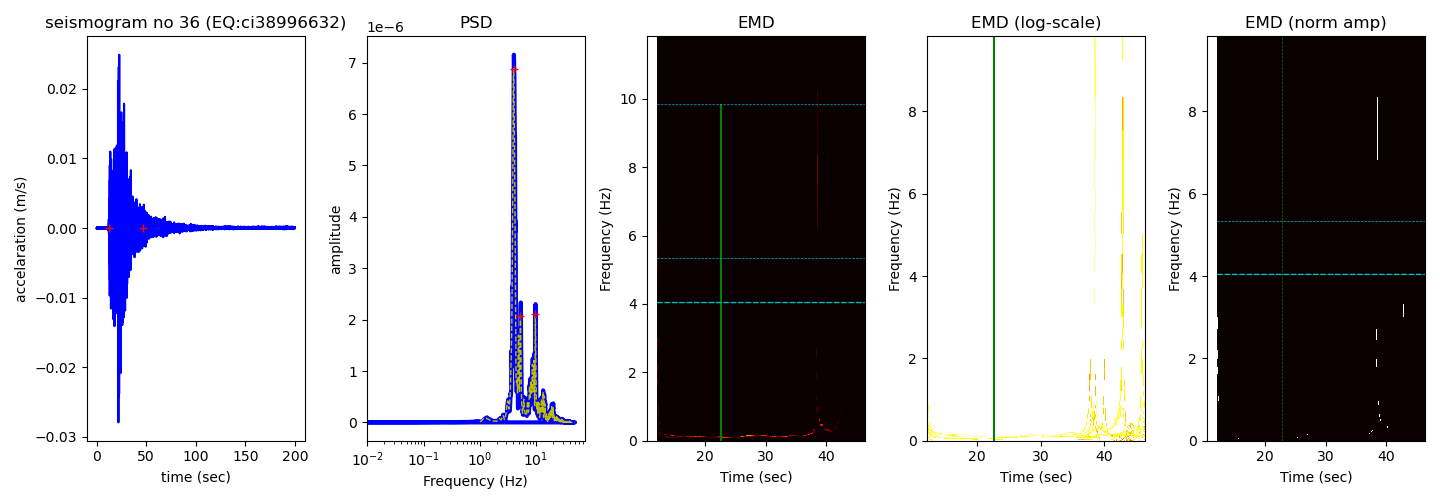 seismogram no 36 (EQ:ci38996632)
PSD
EMD
EMD (log-scale)
EMD (norm amp)
1e−6
accelaration (m/s)
0.02
0.01
0.00
−0.01
−0.02
−0.03
0 50 100 150 200
time (sec)
amplitude
7
6
5
4
3
2
1
0
10⁻² 10⁻¹ 10⁰ 10¹
Frequency (Hz)
Frequency (Hz)
10
8
6
4
2
0
20 30 40
Time (sec)
Frequency (Hz)
8
6
4
2
0
20 30 40
Time (sec)
Frequency (Hz)
8
6
4
2
0
20 30 40
Time (sec)